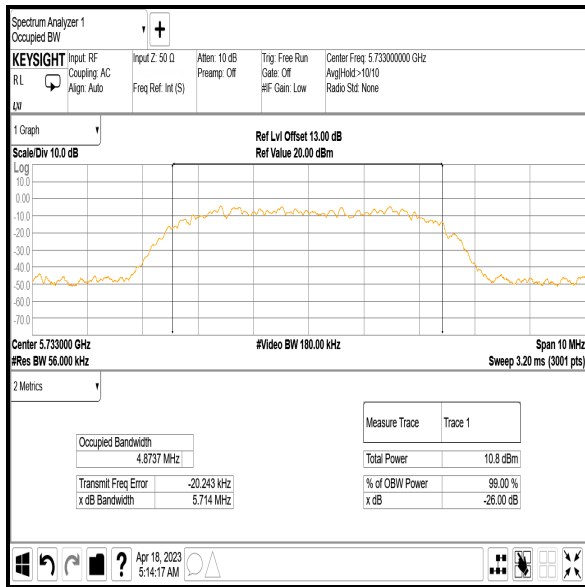 Spectrum Analyzer 1
Occupied BW
KEYSIGHT Input: RF Input Z: 50 Ω Atten: 10 dB Trig: Free Run Center Freq: 5.733000000 GHz
RL Coupling: AC Preamp: Off Gate: Off Avg|Hold:>10/10
Align: Auto Freq Ref: Int (S) #IF Gain: Low Radio Std: None
LXI
1 Graph
Ref Lvl Offset 13.00 dB
Scale/Div 10.0 dB Ref Value 20.00 dBm
Log
10.0
0.00
-10.0
-20.0
-30.0
-40.0
-50.0
-60.0
-70.0
Center 5.733000 GHz #Video BW 180.00 kHz Span 10 MHz
#Res BW 56.000 kHz Sweep 3.20 ms (3001 pts)
2 Metrics
Measure Trace Trace 1
Occupied Bandwidth
4.8737 MHz
Total Power 10.8 dBm
Transmit Freq Error -20.243 kHz % of OBW Power 99.00 %
x dB Bandwidth 5.714 MHz x dB -26.00 dB
? Apr 18, 2023
5:14:17 AM